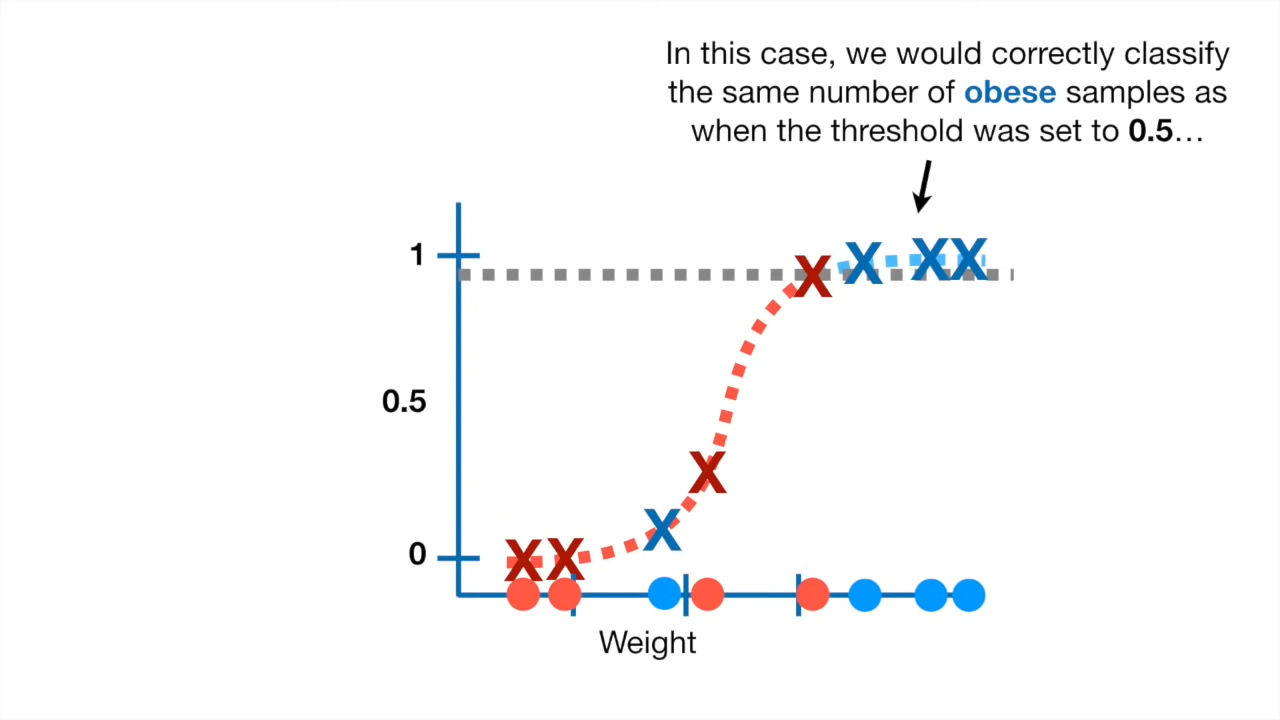 In this case, we would correctly classify
the same number of obese samples as
when the threshold was set to 0.5…
1
0.5
0
X X X X X X X X
Weight